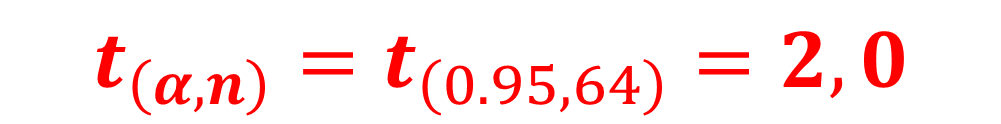 t(α,n) = t(0.95,64) = 2,0